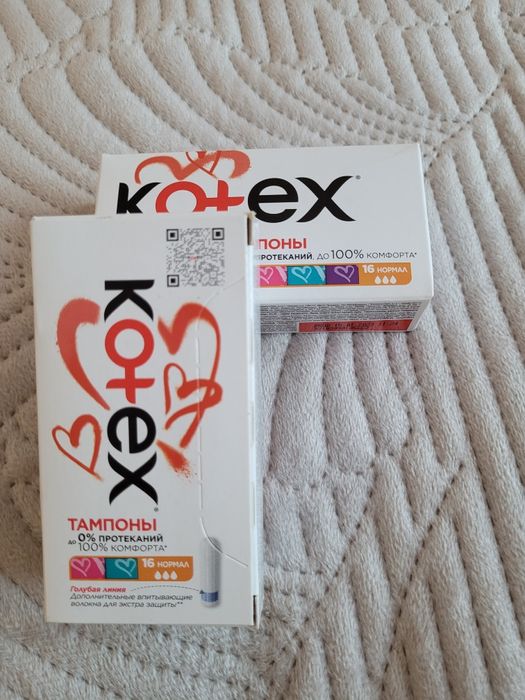 KOTEX®
ПОНЫ
ПРОТЕКАНИЙ, ДО 100% КОМФОРТА*
16 НОРМАЛ
KOTEX®
ТАМПОНЫ
ДО 0% ПРОТЕКАНИЙ
100% КОМФОРТА*
16 НОРМАЛ
Голубая линия
Дополнительные впитывающие
волокна для экстра защиты**